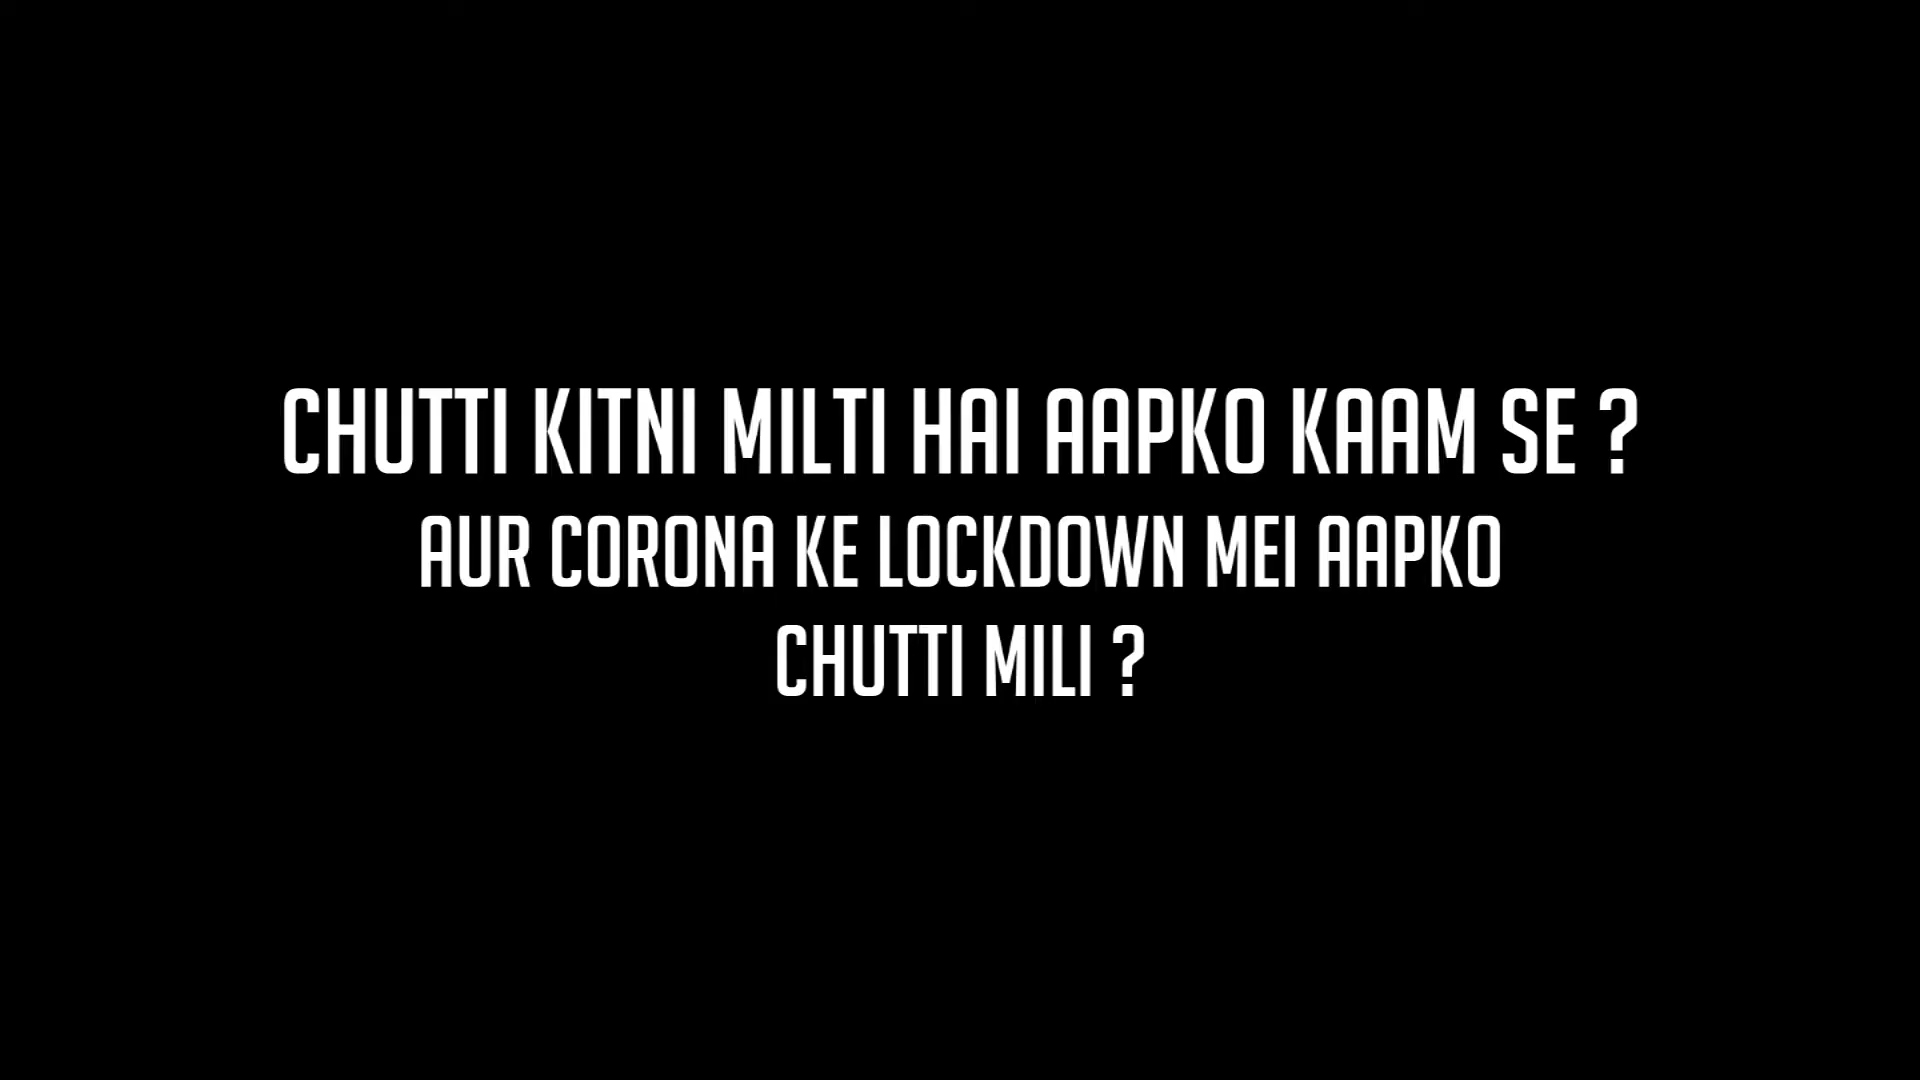 CHUTTI KITNI MILTI HAI AAPKO KAAM SE ?
AUR CORONA KE LOCKDOWN MEI AAPKO
CHUTTI MILI ?